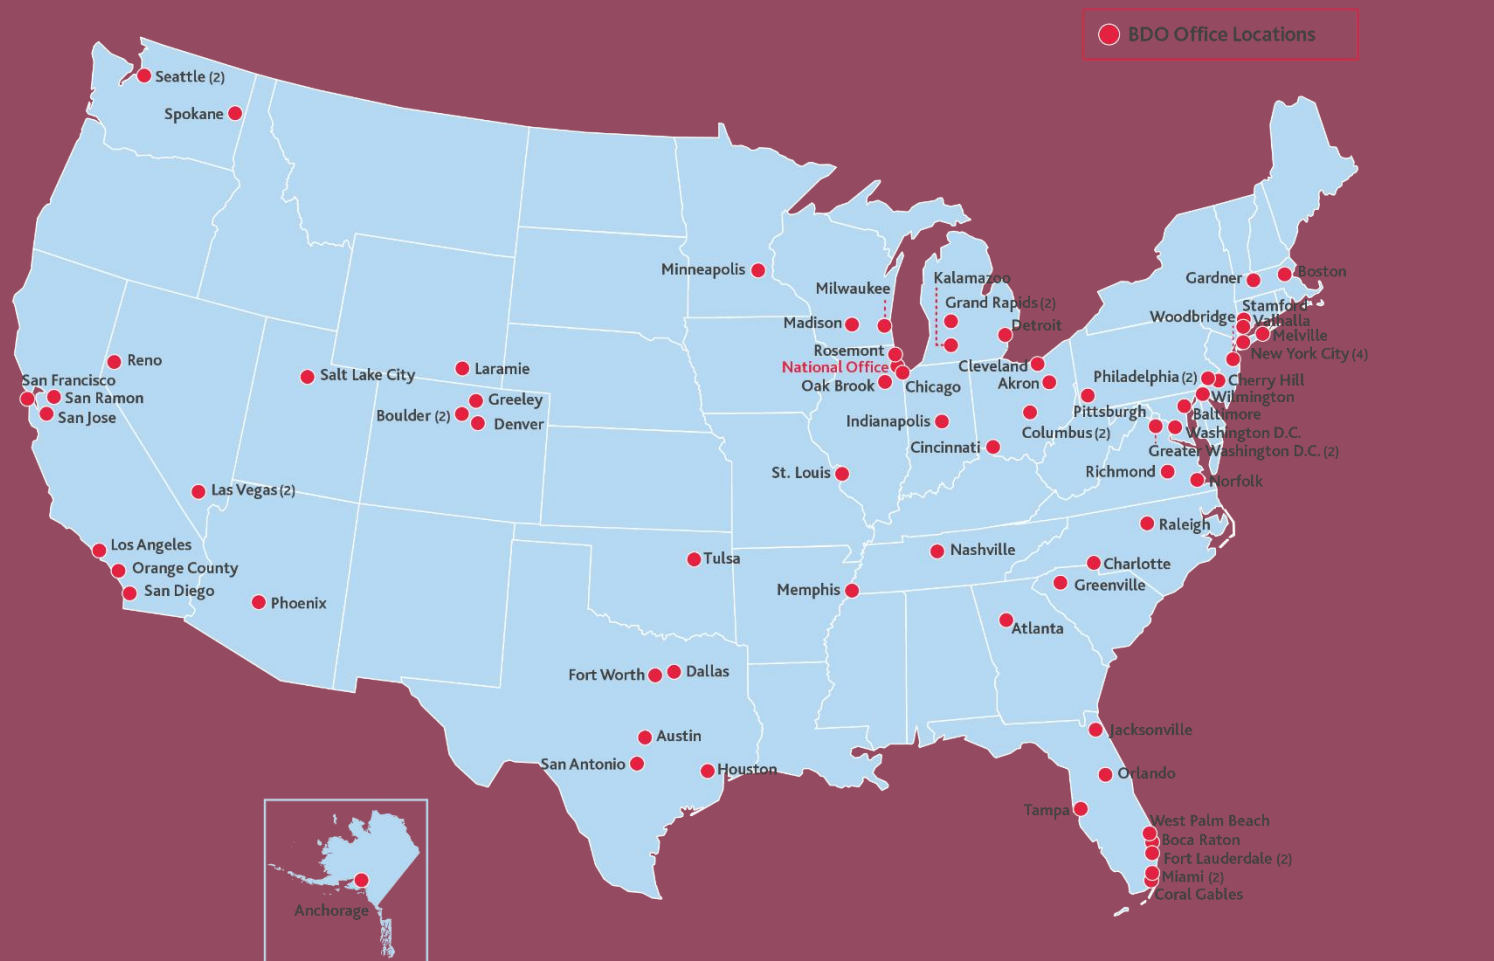 BDO Office Locations
Seattle (2)
Spokane
Minneapolis
Milwaukee
Kalamazoo
Grand Rapids (2)
Madison
Detroit
Gardner
Boston
Stamford
Woodbridge
Valhalla
Melville
New York City (4)
Reno
Rosemont
National Office
Oak Brook
Chicago
Cleveland
Akron
Philadelphia (2)
Cherry Hill
Wilmington
San Francisco
San Ramon
San Jose
Salt Lake City
Laramie
Greeley
Boulder (2)
Denver
Indianapolis
Cincinnati
Columbus (2)
Pittsburgh
Baltimore
Washington D.C.
Greater Washington D.C. (2)
St. Louis
Richmond
Norfolk
Las Vegas (2)
Raleigh
Los Angeles
Orange County
San Diego
Phoenix
Tulsa
Nashville
Charlotte
Memphis
Greenville
Atlanta
Fort Worth
Dallas
Austin
San Antonio
Houston
Jacksonville
Orlando
Tampa
West Palm Beach
Boca Raton
Fort Lauderdale (2)
Miami (2)
Coral Gables
Anchorage